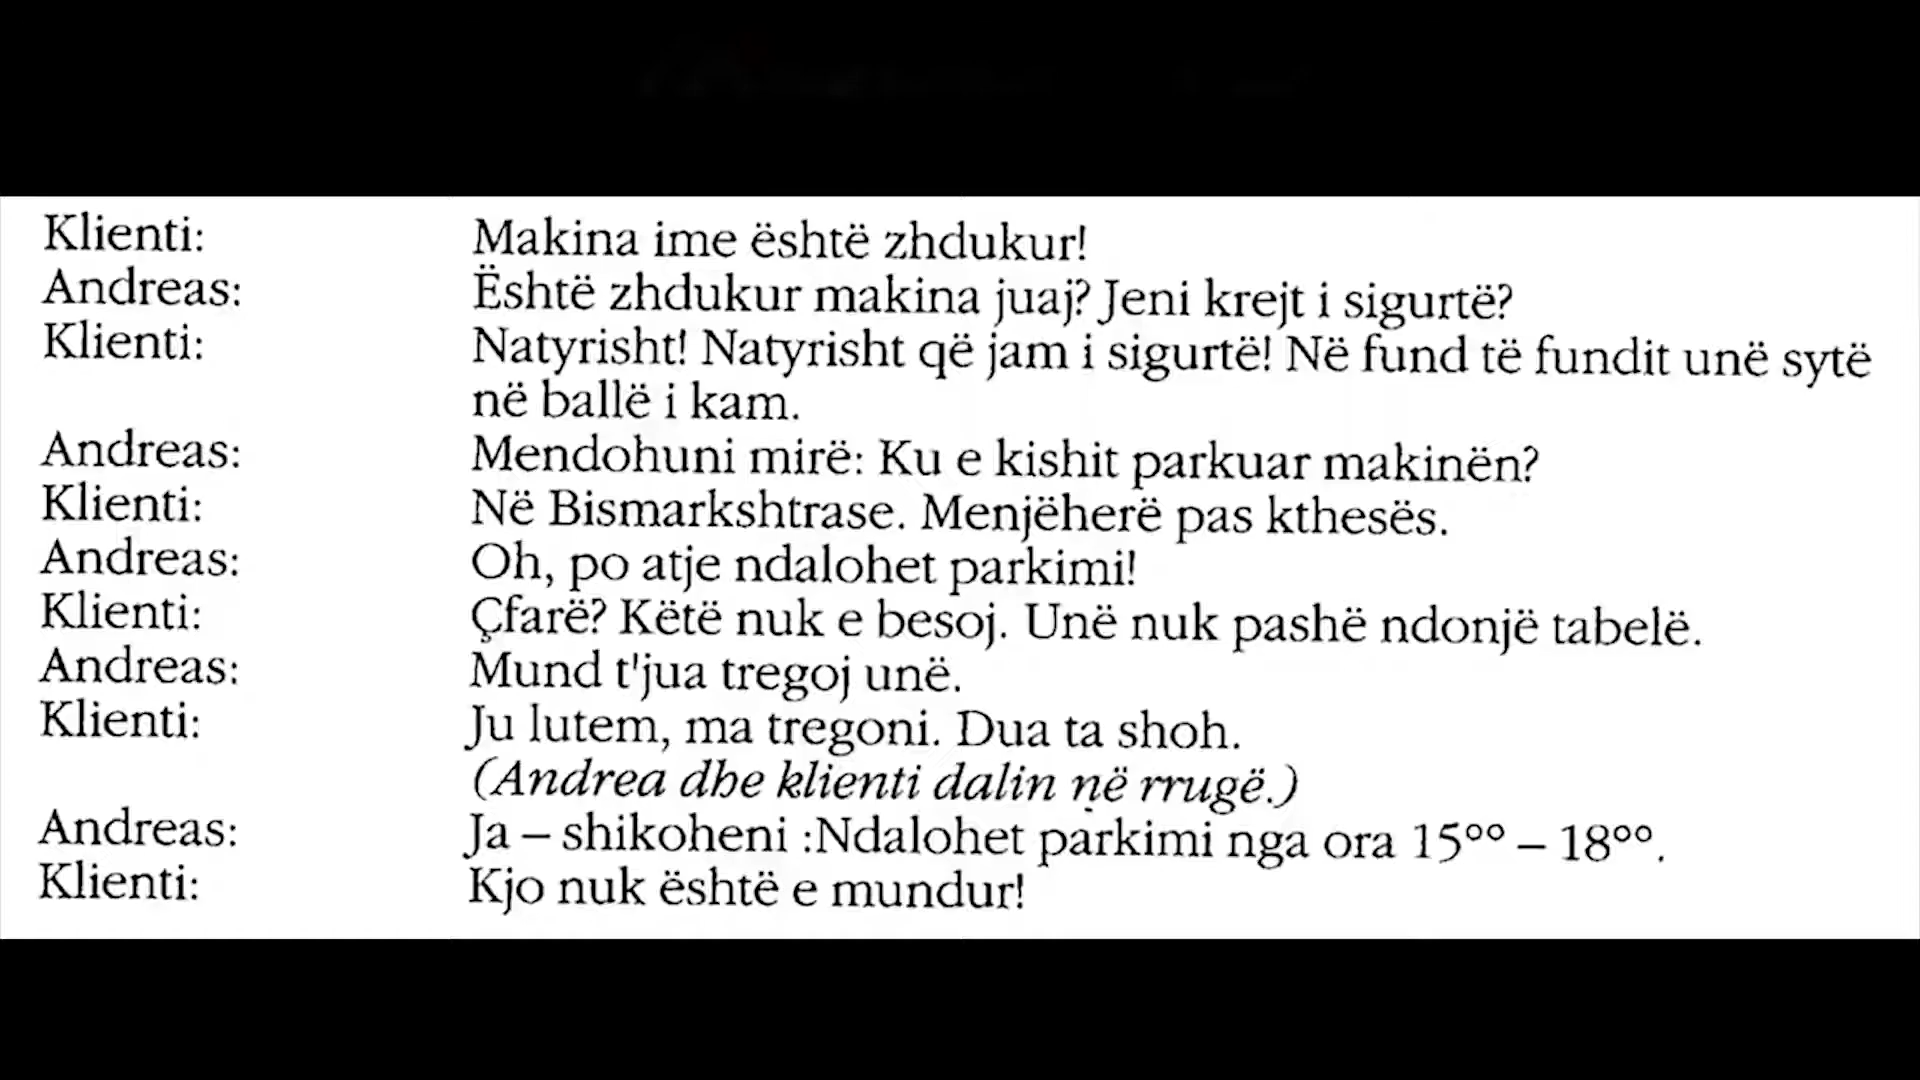 Klienti: Makina ime është zhdukur!
Andreas: Është zhdukur makina juaj? Jeni krejt i sigurtë?
Klienti: Natyrisht! Natyrisht që jam i sigurtë! Në fund të fundit unë sytë
në ballë i kam.
Andreas: Mendohuni mirë: Ku e kishit parkuar makinën?
Klienti: Në Bismarkshtrase. Menjëherë pas kthesës.
Andreas: Oh, po atje ndalohet parkimi!
Klienti: Çfarë? Këtë nuk e besoj. Unë nuk pashë ndonjë tabelë.
Andreas: Mund t'jua tregoj unë.
Klienti: Ju lutem, ma tregoni. Dua ta shoh.
(Andrea dhe klienti dalin në rrugë.)
Andreas: Ja – shikoheni :Ndalohet parkimi nga ora 15ºº – 18ºº.
Klienti: Kjo nuk është e mundur!